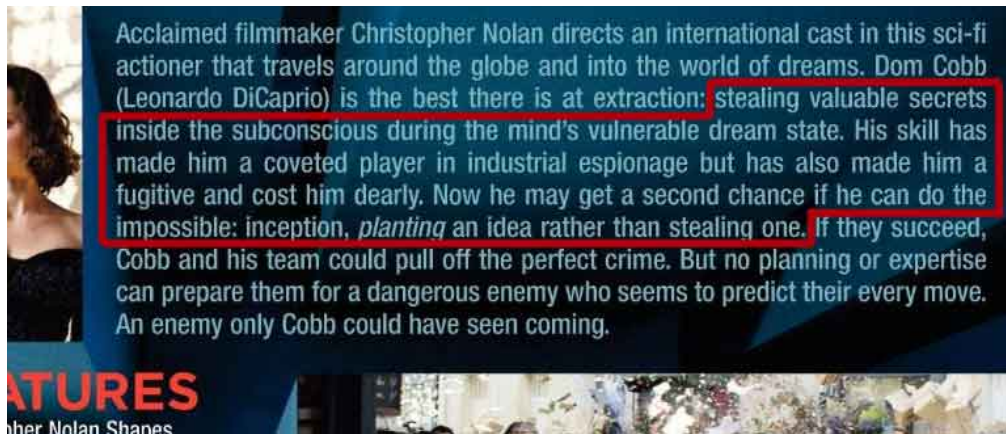 Acclaimed filmmaker Christopher Nolan directs an international cast in this sci-fi
actioner that travels around the globe and into the world of dreams. Dom Cobb
(Leonardo DiCaprio) is the best there is at extraction: stealing valuable secrets
inside the subconscious during the mind's vulnerable dream state. His skill has
made him a coveted player in industrial espionage but has also made him a
fugitive and cost him dearly. Now he may get a second chance if he can do the
impossible: inception, planting an idea rather than stealing one. If they succeed,
Cobb and his team could pull off the perfect crime. But no planning or expertise
can prepare them for a dangerous enemy who seems to predict their every move.
An enemy only Cobb could have seen coming.
ATURES
pher Nolan Shapes